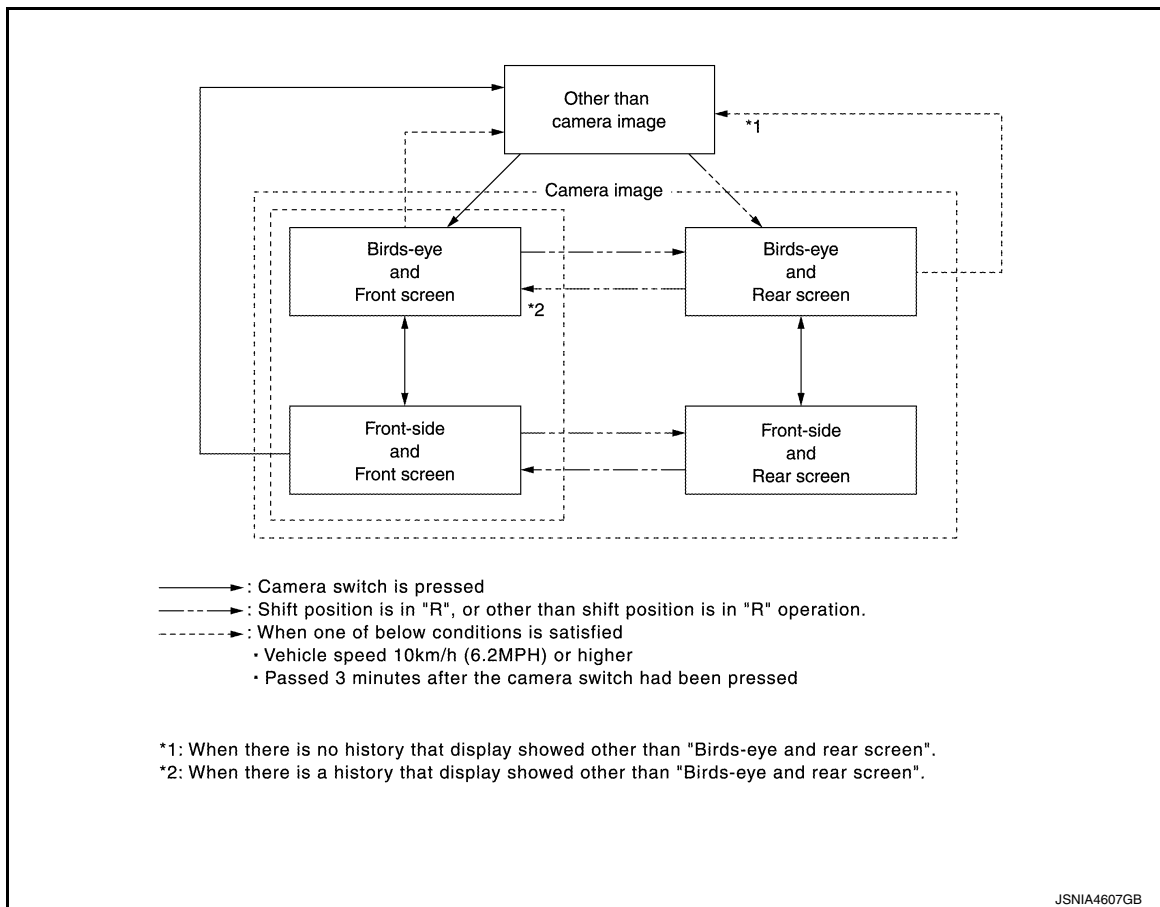 Other than
camera image
*1
Camera image
Birds-eye
and
Front screen
Birds-eye
and
Rear screen
*2
Front-side
and
Front screen
Front-side
and
Rear screen
: Camera switch is pressed
: Shift position is in "R", or other than shift position is in "R" operation.
: When one of below conditions is satisfied
· Vehicle speed 10km/h (6.2MPH) or higher
· Passed 3 minutes after the camera switch had been pressed
*1: When there is no history that display showed other than "Birds-eye and rear screen".
*2: When there is a history that display showed other than "Birds-eye and rear screen".
JSNIA4607GB